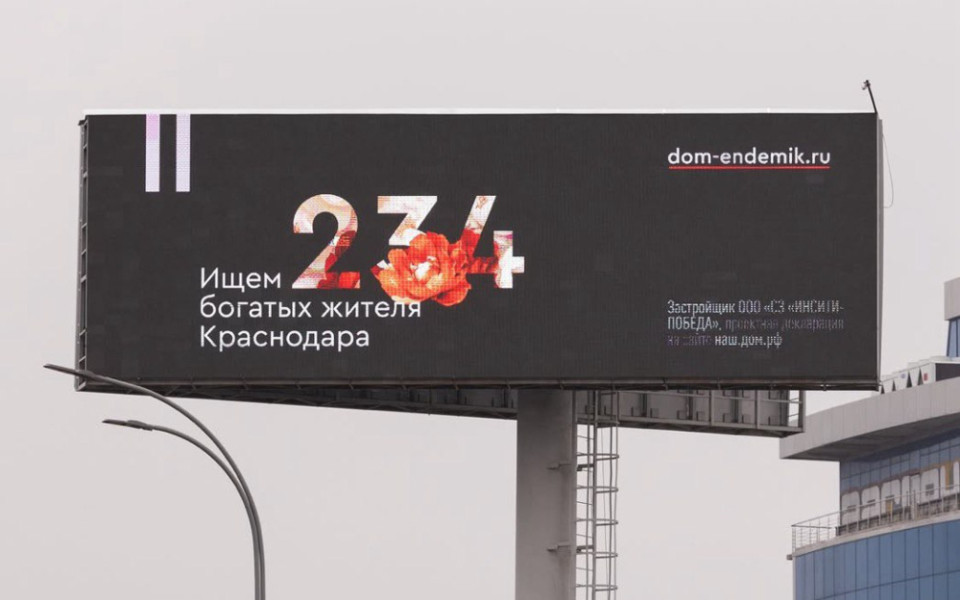 dom-endemik.ru
Ищем 234
богатых жителя
Краснодара
Застройщик ООО «СЗ «ИНСИТИ-
ПОБЕДА», проектная декларация
на сайте наш.дом.рф